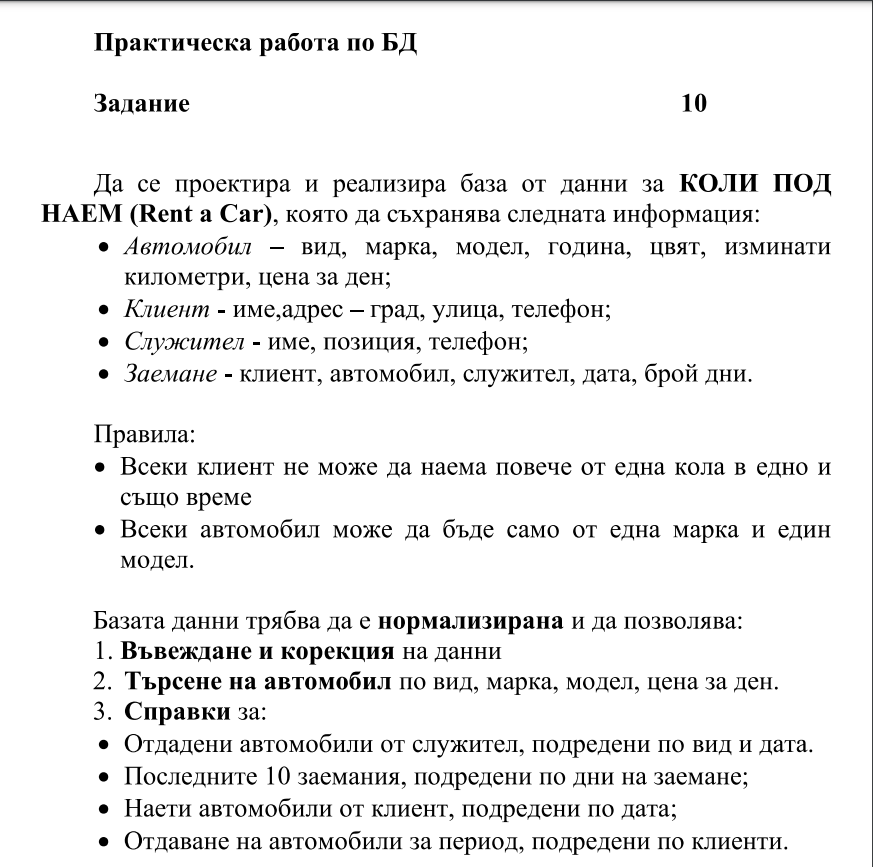 Практическа работа по БД
Задание 10
Да се проектира и реализира база от данни за КОЛИ ПОД
НАЕМ (Rent a Car), която да съхранява следната информация:
• Автомобил – вид, марка, модел, година, цвят, изминати
километри, цена за ден;
• Клиент - име,адрес – град, улица, телефон;
• Служител - име, позиция, телефон;
• Заемане - клиент, автомобил, служител, дата, брой дни.
Правила:
• Всеки клиент не може да наема повече от една кола в едно и
също време
• Всеки автомобил може да бъде само от една марка и един
модел.
Базата данни трябва да е нормализирана и да позволява:
1. Въвеждане и корекция на данни
2. Търсене на автомобил по вид, марка, модел, цена за ден.
3. Справки за:
• Отдадени автомобили от служител, подредени по вид и дата.
• Последните 10 заемания, подредени по дни на заемане;
• Наети автомобили от клиент, подредени по дата;
• Отдаване на автомобили за период, подредени по клиенти.